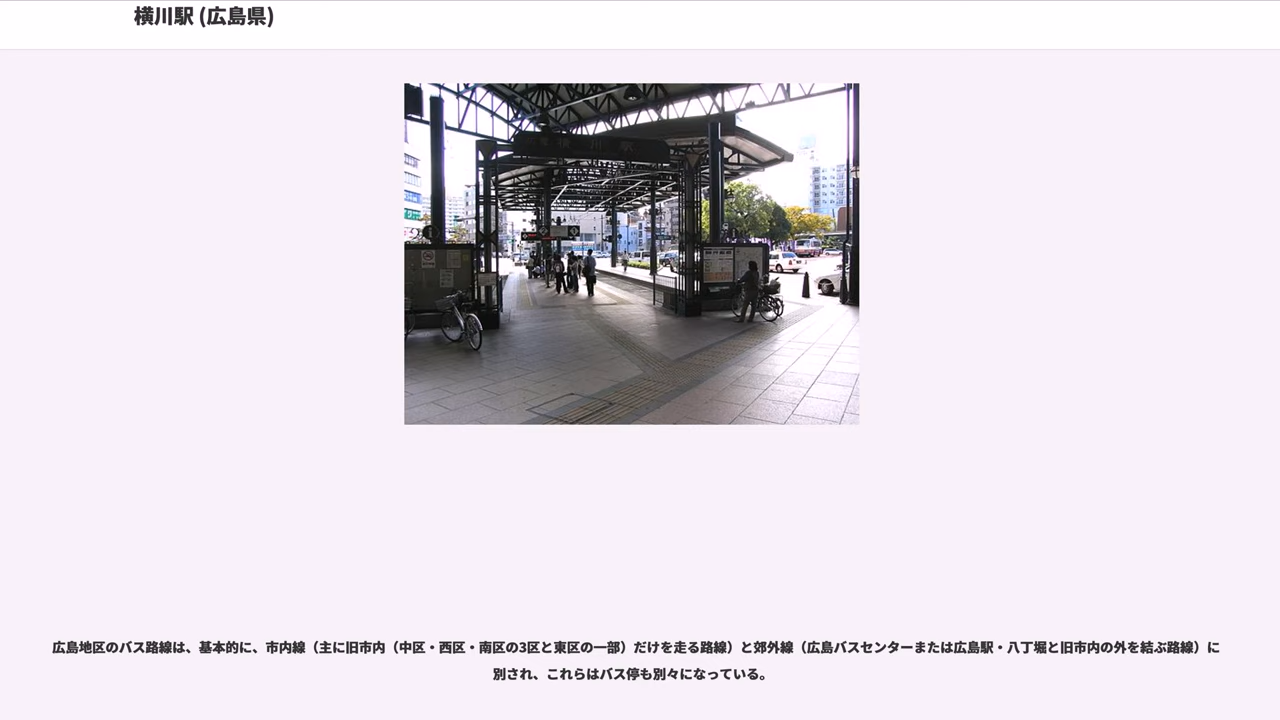 横川駅 (広島県)
横川駅
広島地区のバス路線は、基本的に、市内線（主に旧市内（中区・西区・南区の3区と東区の一部）だけを走る路線）と郊外線（広島バスセンターまたは広島駅・八丁堀と旧市内の外を結ぶ路線）に
別され、これらはバス停も別々になっている。